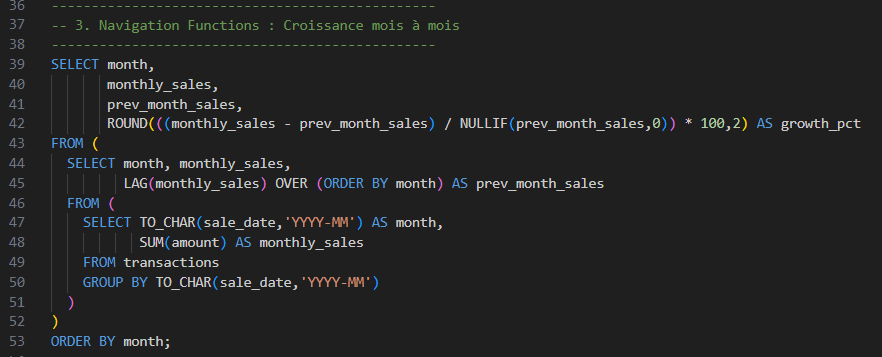 36 ------------------------------------------------
37 -- 3. Navigation Functions : Croissance mois à mois
38 ------------------------------------------------
39 SELECT month,
40        monthly_sales,
41        prev_month_sales,
42        ROUND(((monthly_sales - prev_month_sales) / NULLIF(prev_month_sales,0)) * 100,2) AS growth_pct
43 FROM (
44   SELECT month, monthly_sales,
45          LAG(monthly_sales) OVER (ORDER BY month) AS prev_month_sales
46   FROM (
47     SELECT TO_CHAR(sale_date,'YYYY-MM') AS month,
48            SUM(amount) AS monthly_sales
49     FROM transactions
50     GROUP BY TO_CHAR(sale_date,'YYYY-MM')
51   )
52 )
53 ORDER BY month;